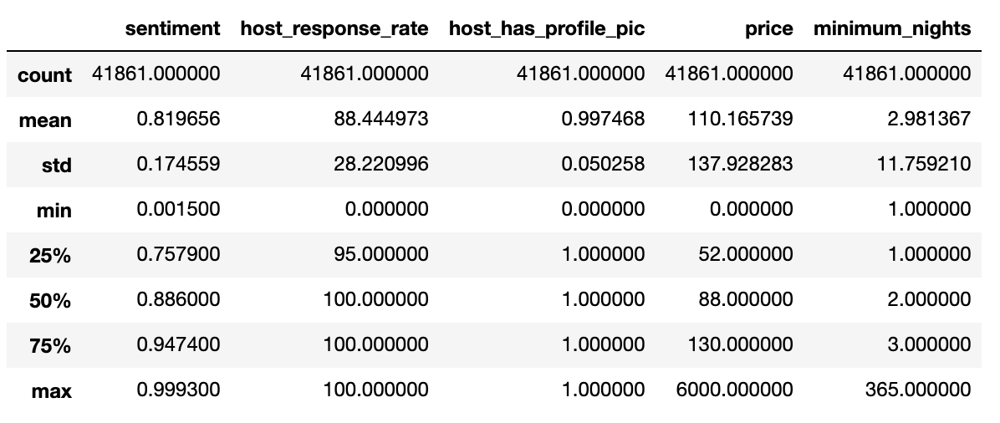 sentiment host_response_rate host_has_profile_pic price minimum_nights
count 41861.000000 41861.000000 41861.000000 41861.000000 41861.000000
mean 0.819656 88.444973 0.997468 110.165739 2.981367
std 0.174559 28.220996 0.050258 137.928283 11.759210
min 0.001500 0.000000 0.000000 0.000000 1.000000
25% 0.757900 95.000000 1.000000 52.000000 1.000000
50% 0.886000 100.000000 1.000000 88.000000 2.000000
75% 0.947400 100.000000 1.000000 130.000000 3.000000
max 0.999300 100.000000 1.000000 6000.000000 365.000000